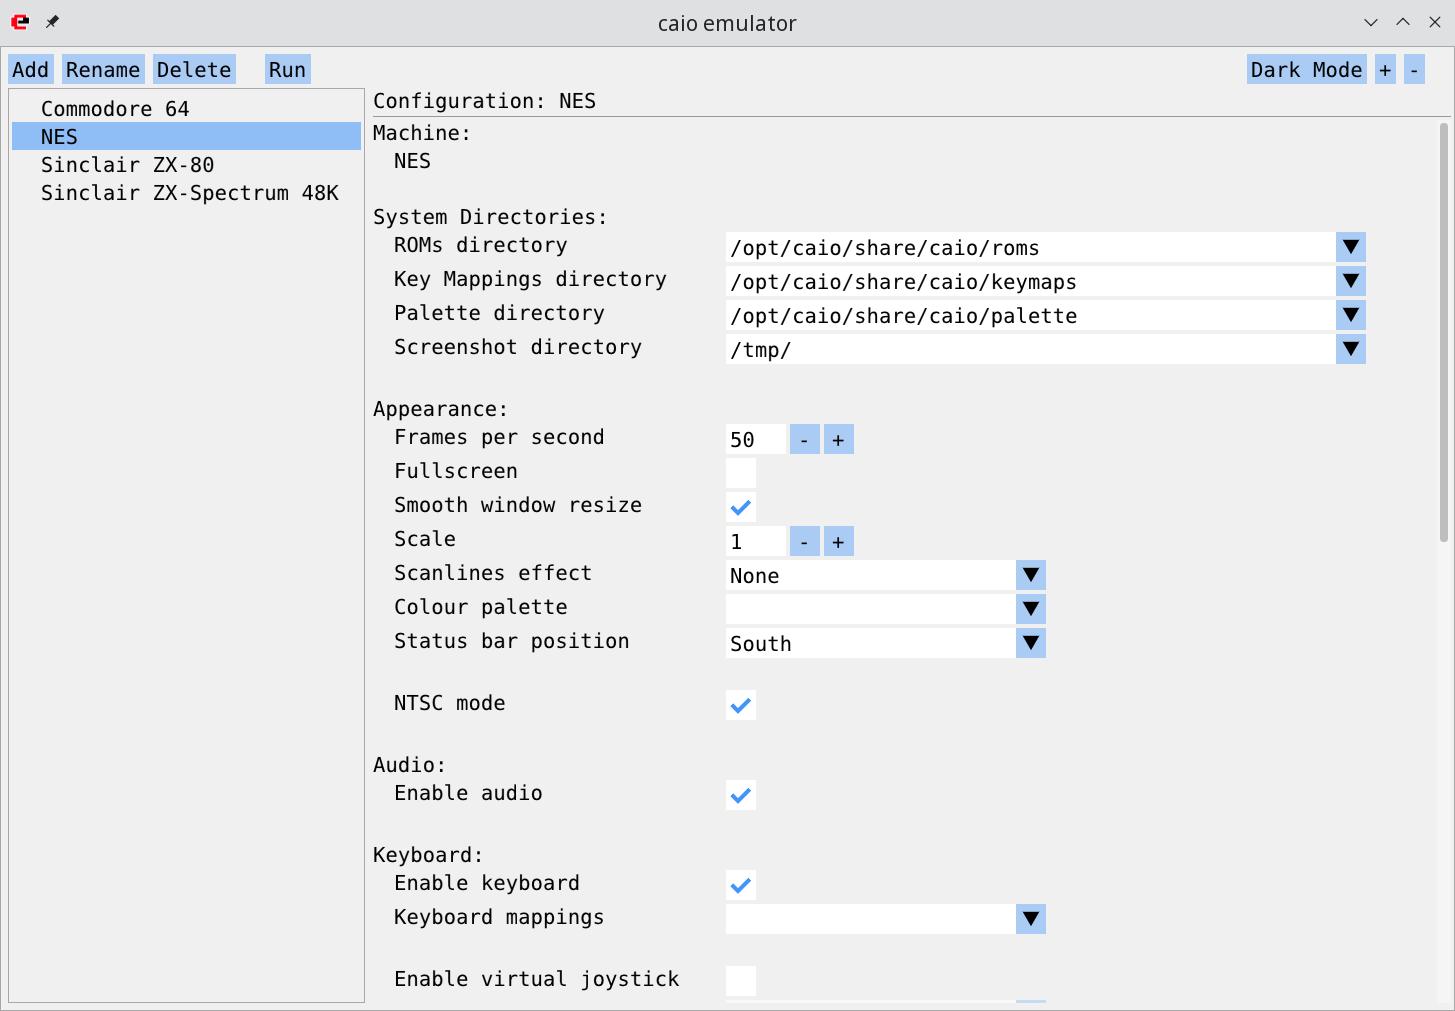 caio emulator
Add Rename Delete Run Dark Mode + -
Commodore 64
NES
Sinclair ZX-80
Sinclair ZX-Spectrum 48K
Configuration: NES
Machine:
NES
System Directories:
ROMs directory /opt/caio/share/caio/roms
Key Mappings directory /opt/caio/share/caio/keymaps
Palette directory /opt/caio/share/caio/palette
Screenshot directory /tmp/
Appearance:
Frames per second 50 - +
Fullscreen
Smooth window resize
Scale 1 - +
Scanlines effect None
Colour palette
Status bar position South
NTSC mode
Audio:
Enable audio
Keyboard:
Enable keyboard
Keyboard mappings
Enable virtual joystick